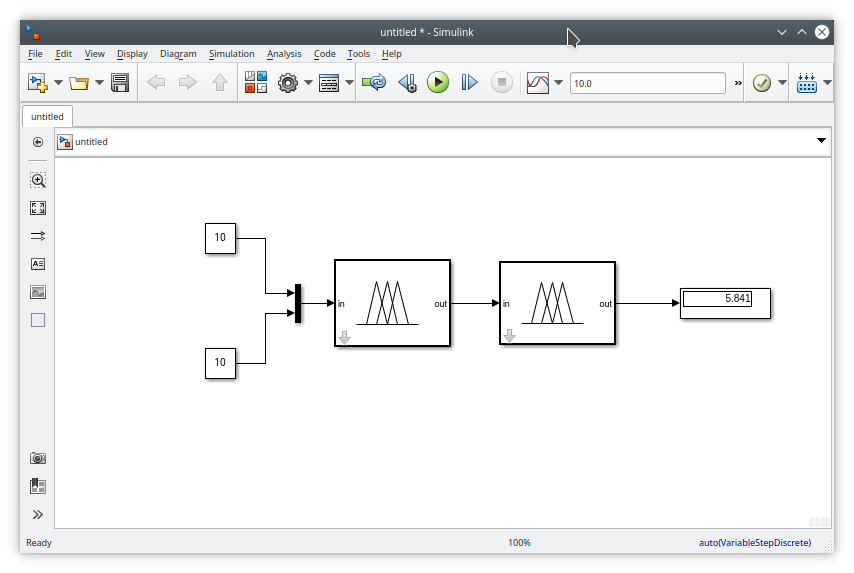 untitled * - Simulink
File Edit View Display Diagram Simulation Analysis Code Tools Help
10.0
»
untitled
untitled
10
in
out
in
out
5.841
10
Ready
100%
auto(VariableStepDiscrete)